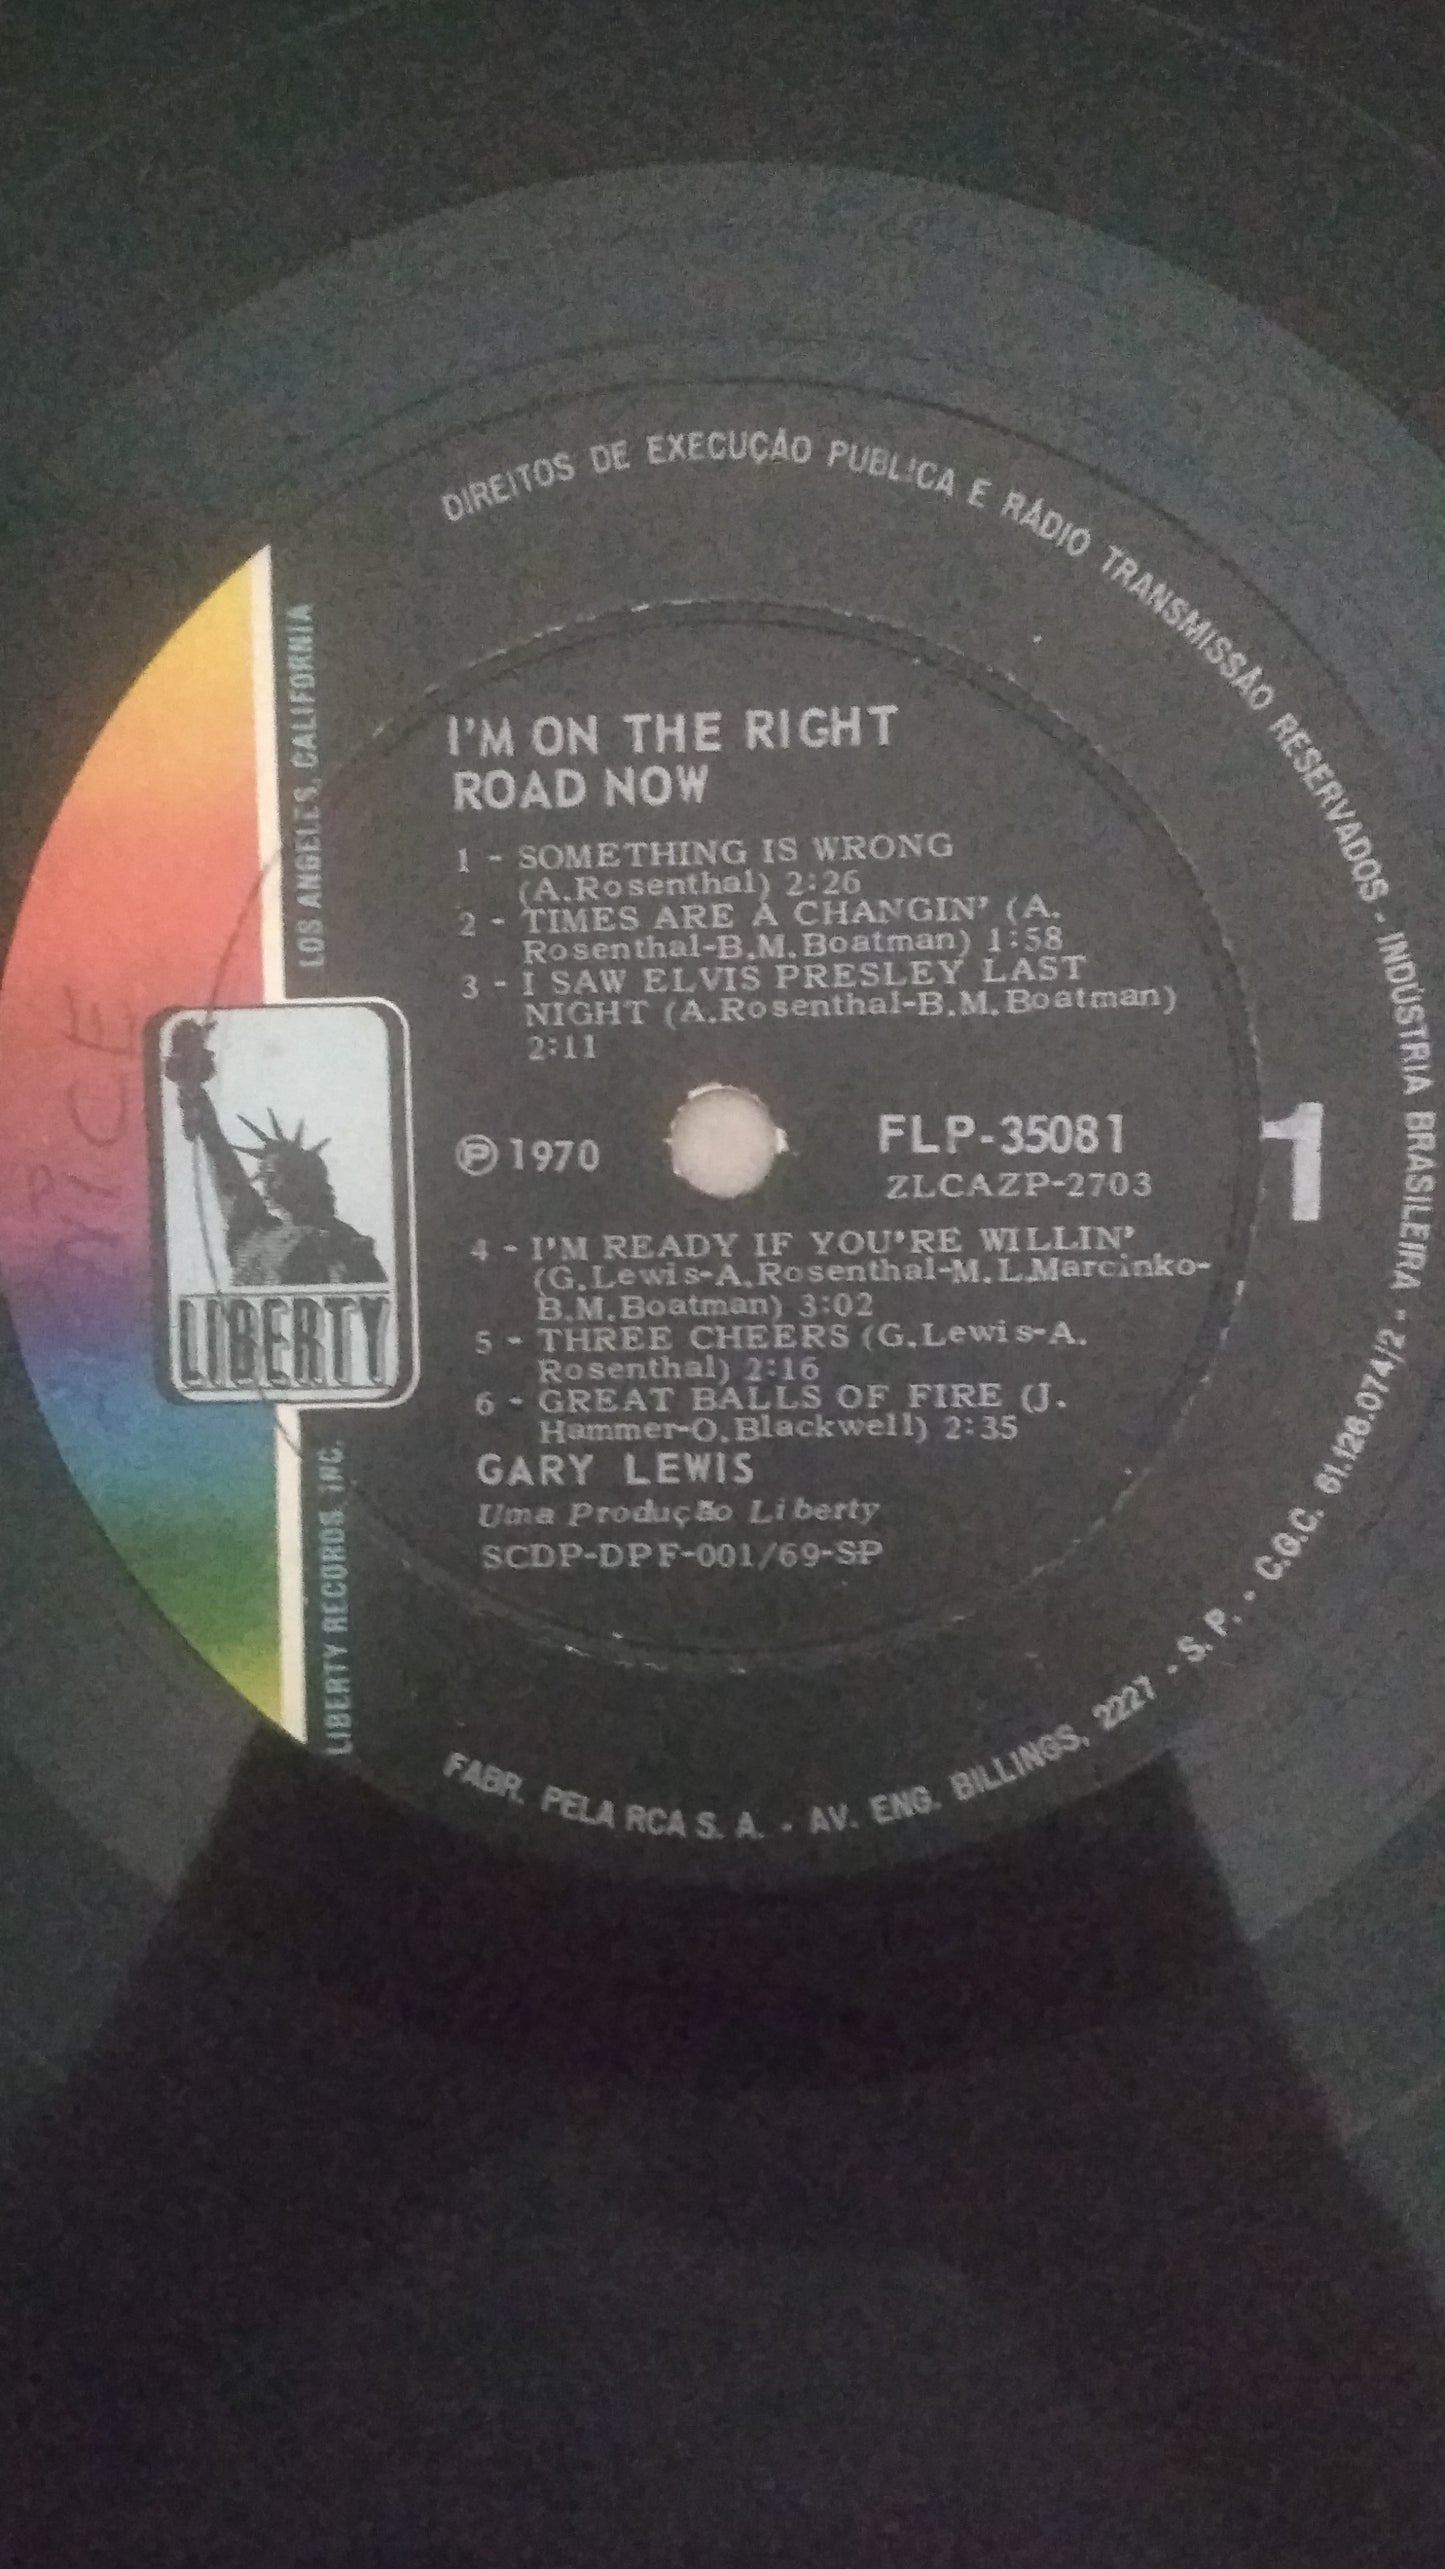 DIREITOS DE EXECUÇÃO PUBLICA E RÁDIO TRANSMISSÃO RESERVADOS - INDÚSTRIA BRASILEIRA -
I'M ON THE RIGHT
ROAD NOW
1 - SOMETHING IS WRONG
(A.Rosenthal) 2:26
2 - TIMES ARE A CHANGIN' (A.
Rosenthal-B.M.Boatman) 1:58
3 - I SAW ELVIS PRESLEY LAST
NIGHT (A.Rosenthal-B.M.Boatman)
2:11
℗ 1970
FLP-35081
ZLCAZP-2703
1
4 - I'M READY IF YOU'RE WILLIN'
(G.Lewis-A.Rosenthal-M.L.Marcinko-
B.M.Boatman) 3:02
5 - THREE CHEERS (G.Lewis-A.
Rosenthal) 2:16
6 - GREAT BALLS OF FIRE (J.
Hammer-O.Blackwell) 2:35
GARY LEWIS
Uma Produção Liberty
SCDP-DPF-001/69-SP
FABR. PELA RCA S. A. - AV. ENG. BILLINGS, 2227 - S. P. - C.G.C. 61.126.074/2
LIBERTY
LIBERTY RECORDS INC.
LOS ANGELES, CALIFORNIA